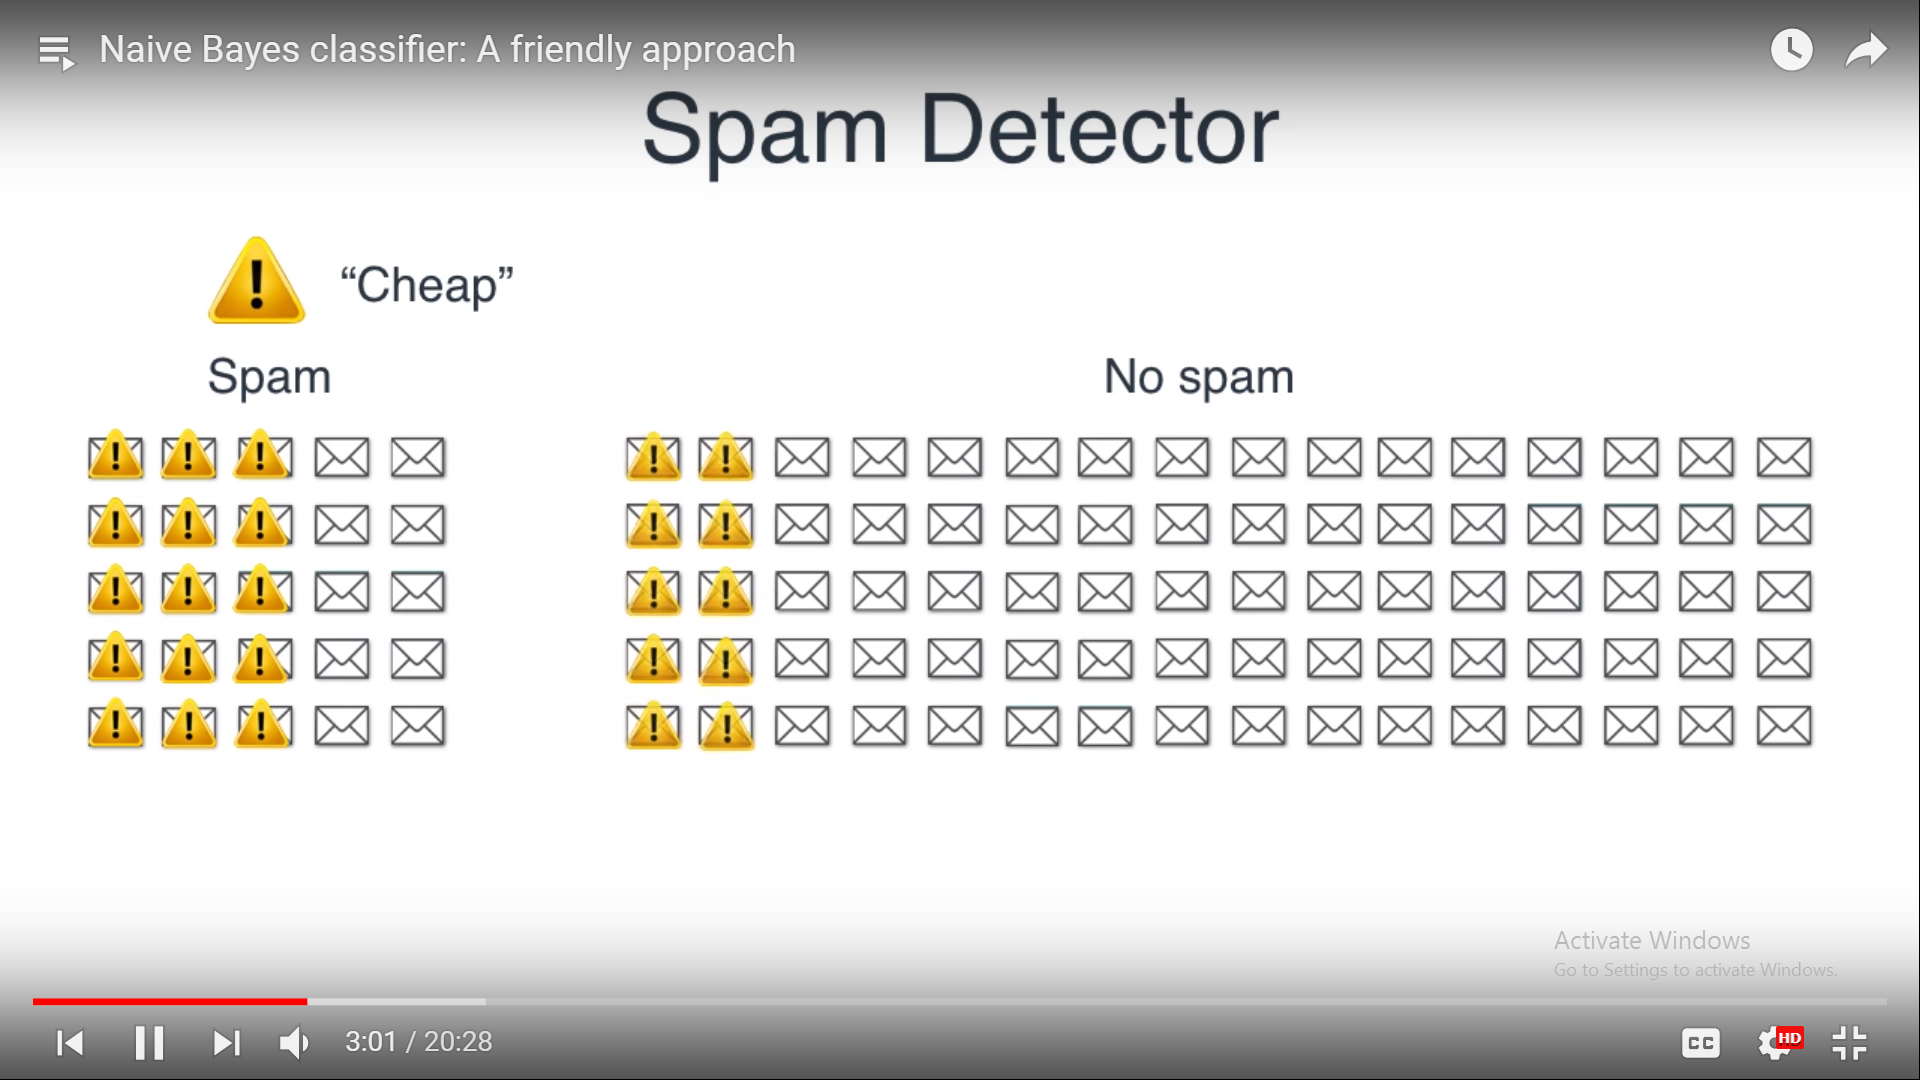 Naive Bayes classifier: A friendly approach
Spam Detector
“Cheap”
Spam
No spam
Activate Windows
Go to Settings to activate Windows.
3:01 / 20:28
CC
HD